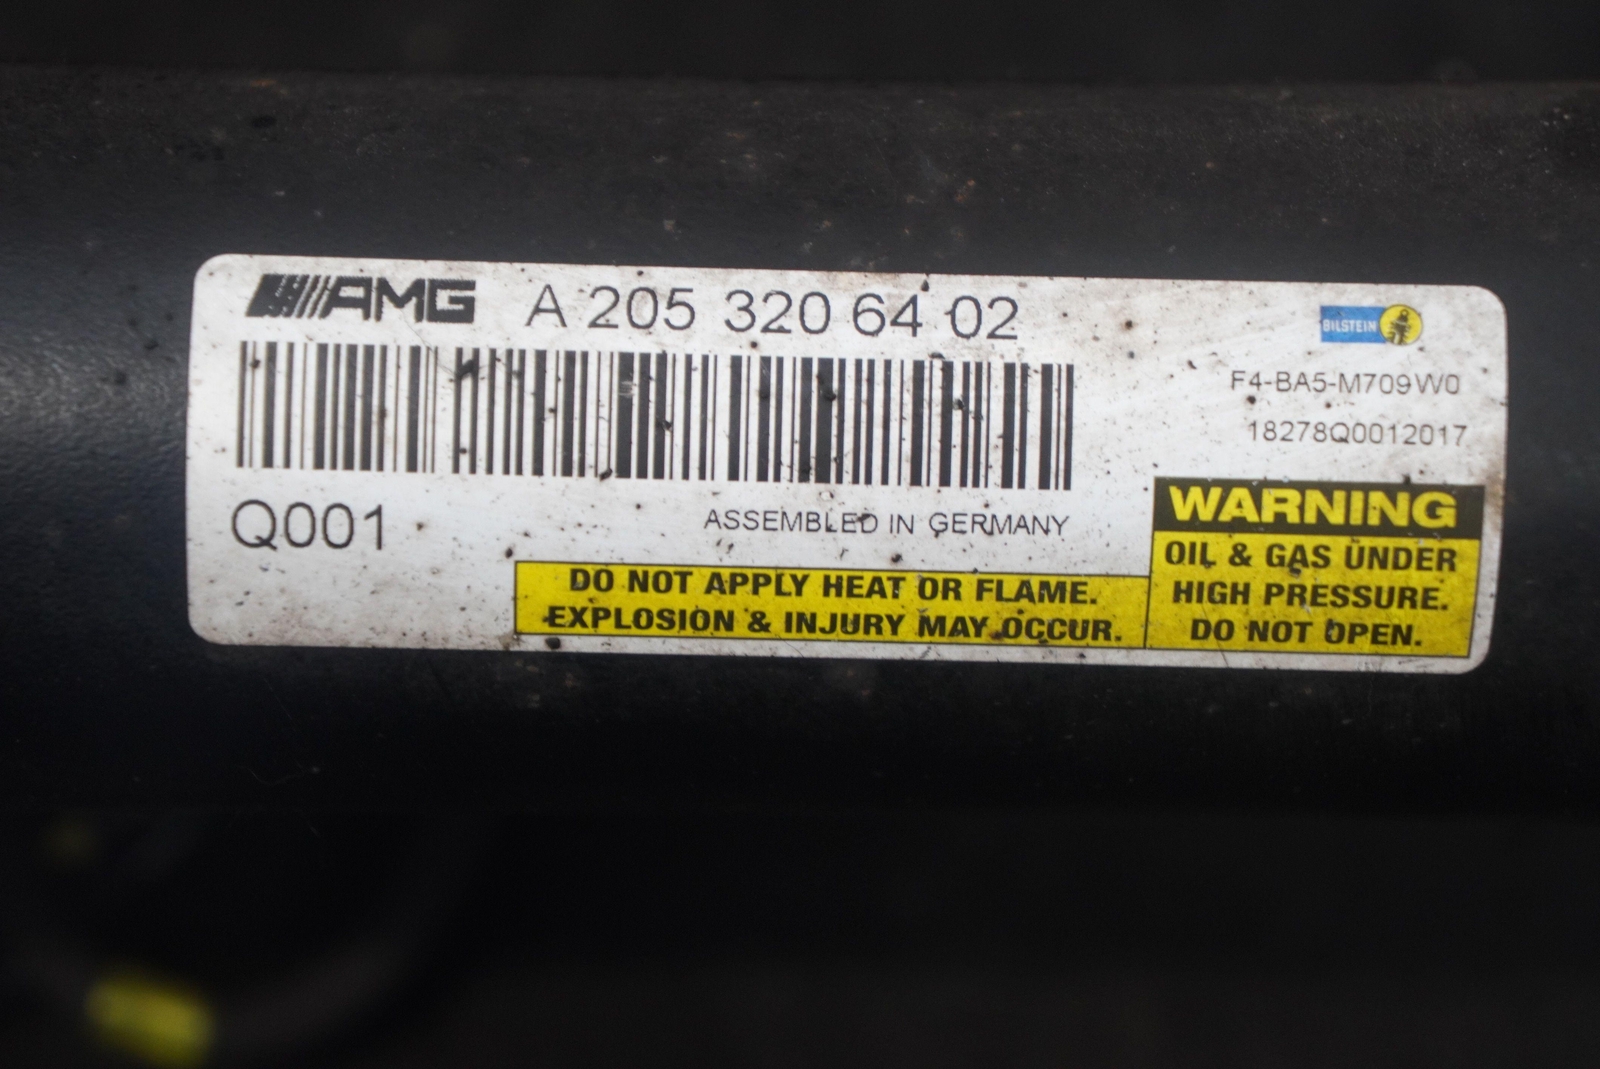 AMG A 205 320 64 02
BILSTEIN
F4-BA5-M709W0
18278Q0012017
Q001
ASSEMBLED IN GERMANY
WARNING
OIL & GAS UNDER
HIGH PRESSURE.
DO NOT OPEN.
DO NOT APPLY HEAT OR FLAME.
EXPLOSION & INJURY MAY OCCUR.